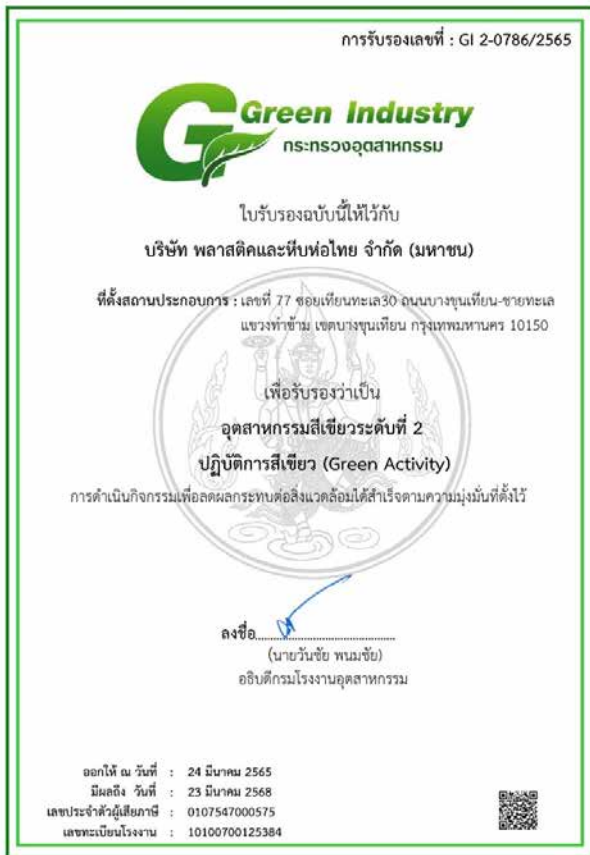 การรับรองเลขที่ : GI 2-0786/2565
Green Industry
กระทรวงอุตสาหกรรม
ใบรับรองฉบับนี้ให้ไว้กับ
บริษัท พลาสติคและหีบห่อไทย จำกัด (มหาชน)
ที่ตั้งสถานประกอบการ : เลขที่ 77 ซอยเทียนทะเล30 ถนนบางขุนเทียน-ชายทะเล
แขวงท่าข้าม เขตบางขุนเทียน กรุงเทพมหานคร 10150
เพื่อรับรองว่าเป็น
อุตสาหกรรมสีเขียวระดับที่ 2
ปฏิบัติการสีเขียว (Green Activity)
การดำเนินกิจกรรมเพื่อลดผลกระทบต่อสิ่งแวดล้อมได้สำเร็จตามความมุ่งมั่นที่ตั้งไว้
ลงชื่อ
(นายวันชัย พนมชัย)
อธิบดีกรมโรงงานอุตสาหกรรม
ออกให้ ณ วันที่ : 24 มีนาคม 2565
มีผลถึง วันที่ : 23 มีนาคม 2568
เลขประจำตัวผู้เสียภาษี : 0107547000575
เลขทะเบียนโรงงาน : 10100700125384